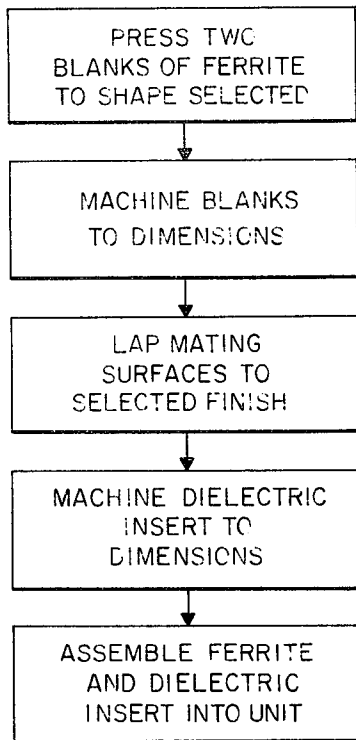 PRESS TWO
BLANKS OF FERRITE
TO SHAPE SELECTED
MACHINE BLANKS
TO DIMENSIONS
LAP MATING
SURFACES TO
SELECTED FINISH
MACHINE DIELECTRIC
INSERT TO
DIMENSIONS
ASSEMBLE FERRITE
AND DIELECTRIC
INSERT INTO UNIT